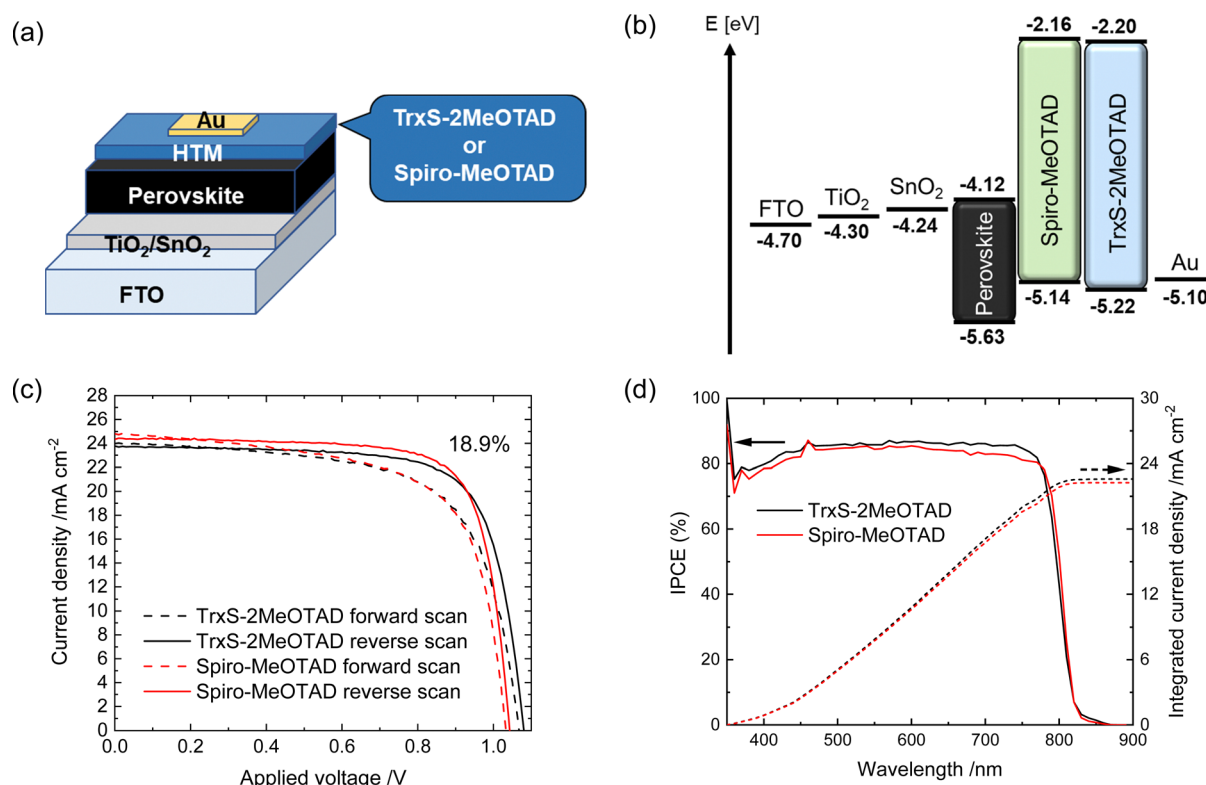 (a)
Au
HTM
Perovskite
TiO₂/SnO₂
FTO
TrxS-2MeOTAD
or
Spiro-MeOTAD
(b)
E [eV]
FTO
-4.70
TiO₂
-4.30
SnO₂
-4.24
-4.12
Perovskite
-5.63
-2.16
Spiro-MeOTAD
-5.14
-2.20
TrxS-2MeOTAD
-5.22
Au
-5.10
(c)
Current density /mA cm⁻²
28
26
24
22
20
18
16
14
12
10
8
6
4
2
0
18.9%
TrxS-2MeOTAD forward scan
TrxS-2MeOTAD reverse scan
Spiro-MeOTAD forward scan
Spiro-MeOTAD reverse scan
0.0 0.2 0.4 0.6 0.8 1.0
Applied voltage /V
(d)
IPCE (%)
100
80
60
40
20
0
TrxS-2MeOTAD
Spiro-MeOTAD
30
24
18
12
6
0
Integrated current density /mA cm⁻²
400 500 600 700 800 900
Wavelength /nm